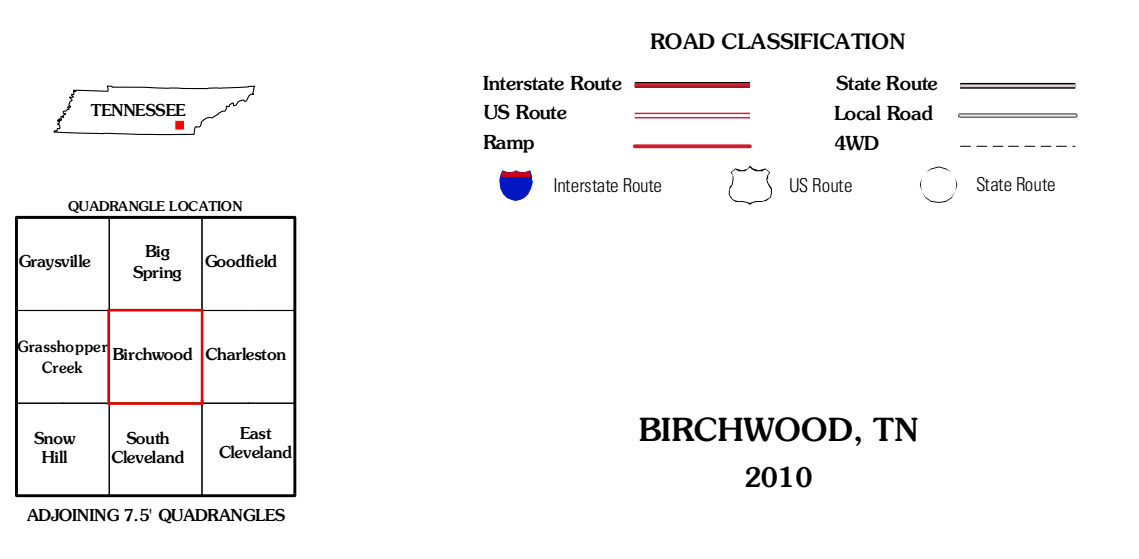 ROAD CLASSIFICATION
Interstate Route
State Route
US Route
Local Road
Ramp
4WD
Interstate Route
US Route
State Route
TENNESSEE
QUADRANGLE LOCATION
Graysville
Big
Spring
Goodfield
Grasshopper
Creek
Birchwood
Charleston
Snow
Hill
South
Cleveland
East
Cleveland
ADJOINING 7.5' QUADRANGLES
BIRCHWOOD, TN
2010